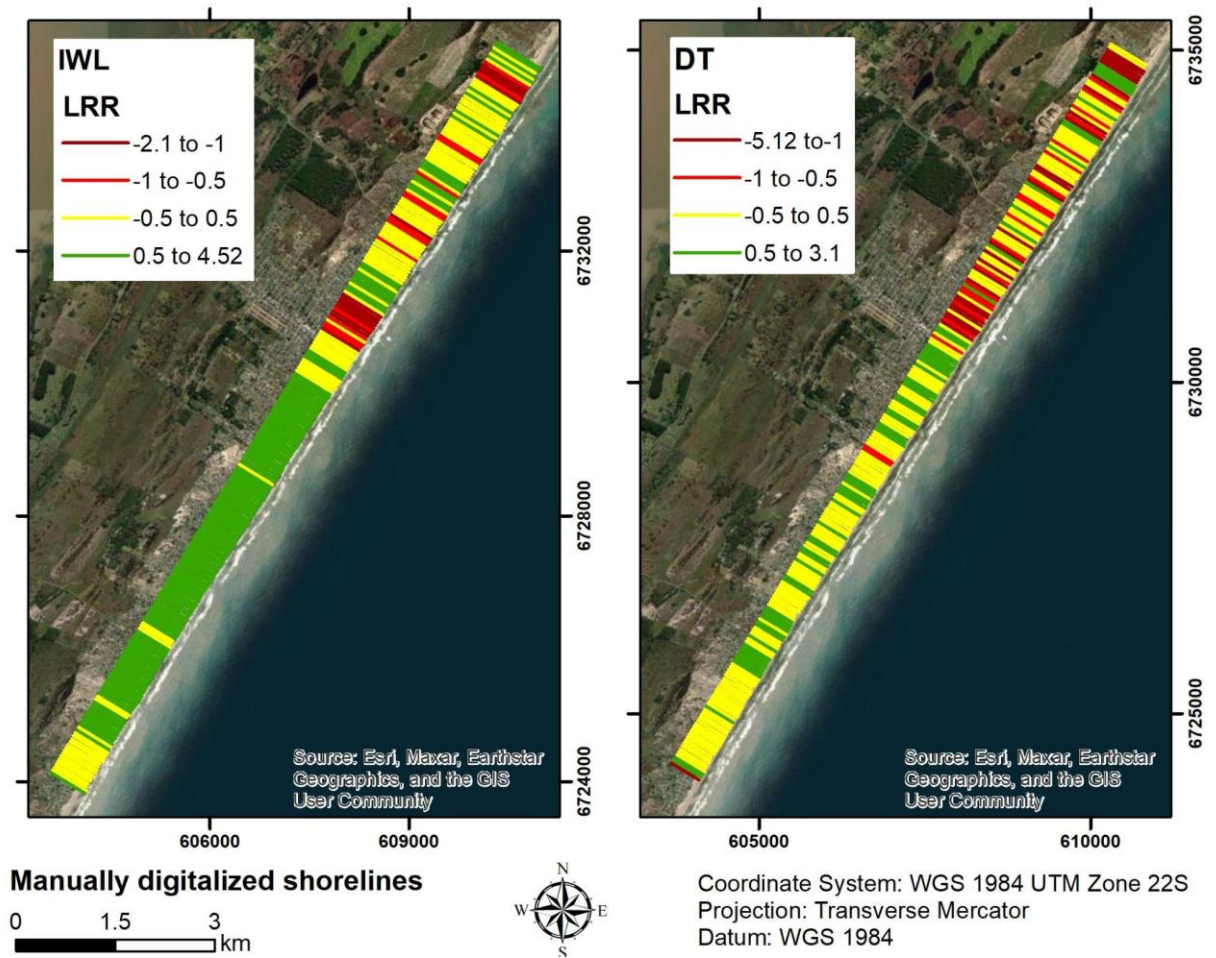 IWL
LRR
-2.1 to -1
-1 to -0.5
-0.5 to 0.5
0.5 to 4.52
Source: Esri, Maxar, Earthstar
Geographics, and the GIS
User Community
6732000
6728000
6724000
606000
609000
DT
LRR
-5.12 to-1
-1 to -0.5
-0.5 to 0.5
0.5 to 3.1
Source: Esri, Maxar, Earthstar
Geographics, and the GIS
User Community
6735000
6730000
6725000
605000
610000
Manually digitalized shorelines
0 1.5 3
km
N
W E
S
Coordinate System: WGS 1984 UTM Zone 22S
Projection: Transverse Mercator
Datum: WGS 1984